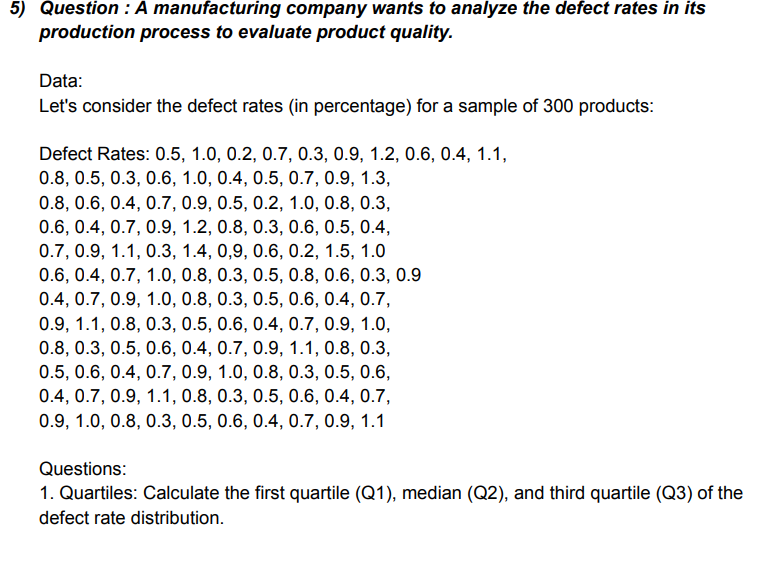 5) Question : A manufacturing company wants to analyze the defect rates in its
production process to evaluate product quality.
Data:
Let's consider the defect rates (in percentage) for a sample of 300 products:
Defect Rates: 0.5, 1.0, 0.2, 0.7, 0.3, 0.9, 1.2, 0.6, 0.4, 1.1,
0.8, 0.5, 0.3, 0.6, 1.0, 0.4, 0.5, 0.7, 0.9, 1.3,
0.8, 0.6, 0.4, 0.7, 0.9, 0.5, 0.2, 1.0, 0.8, 0.3,
0.6, 0.4, 0.7, 0.9, 1.2, 0.8, 0.3, 0.6, 0.5, 0.4,
0.7, 0.9, 1.1, 0.3, 1.4, 0,9, 0.6, 0.2, 1.5, 1.0
0.6, 0.4, 0.7, 1.0, 0.8, 0.3, 0.5, 0.8, 0.6, 0.3, 0.9
0.4, 0.7, 0.9, 1.0, 0.8, 0.3, 0.5, 0.6, 0.4, 0.7,
0.9, 1.1, 0.8, 0.3, 0.5, 0.6, 0.4, 0.7, 0.9, 1.0,
0.8, 0.3, 0.5, 0.6, 0.4, 0.7, 0.9, 1.1, 0.8, 0.3,
0.5, 0.6, 0.4, 0.7, 0.9, 1.0, 0.8, 0.3, 0.5, 0.6,
0.4, 0.7, 0.9, 1.1, 0.8, 0.3, 0.5, 0.6, 0.4, 0.7,
0.9, 1.0, 0.8, 0.3, 0.5, 0.6, 0.4, 0.7, 0.9, 1.1
Questions:
1. Quartiles: Calculate the first quartile (Q1), median (Q2), and third quartile (Q3) of the
defect rate distribution.